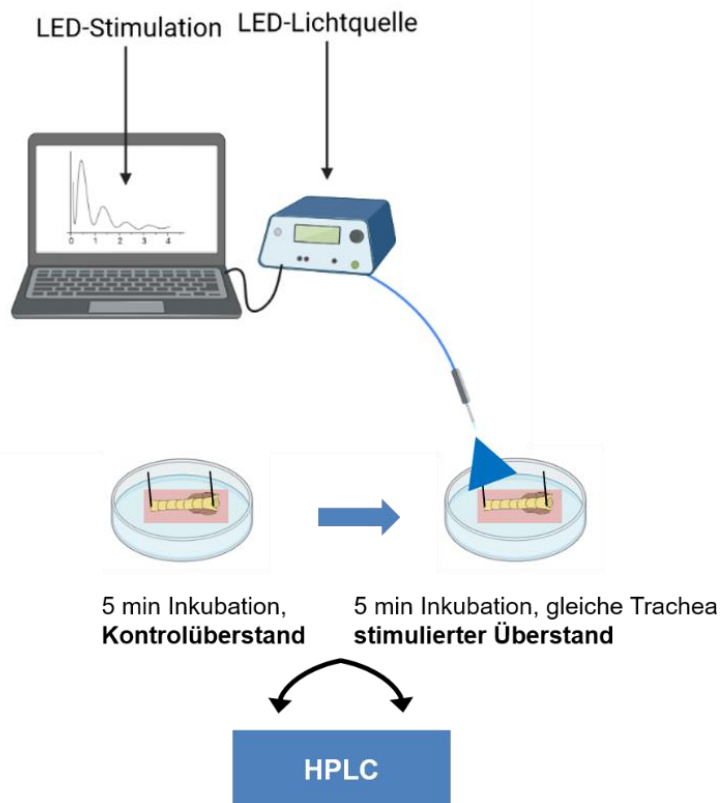 LED-Stimulation
LED-Lichtquelle
0 1 2 3 4
5 min Inkubation,
Kontrolüberstand
5 min Inkubation, gleiche Trachea
stimulierter Überstand
HPLC